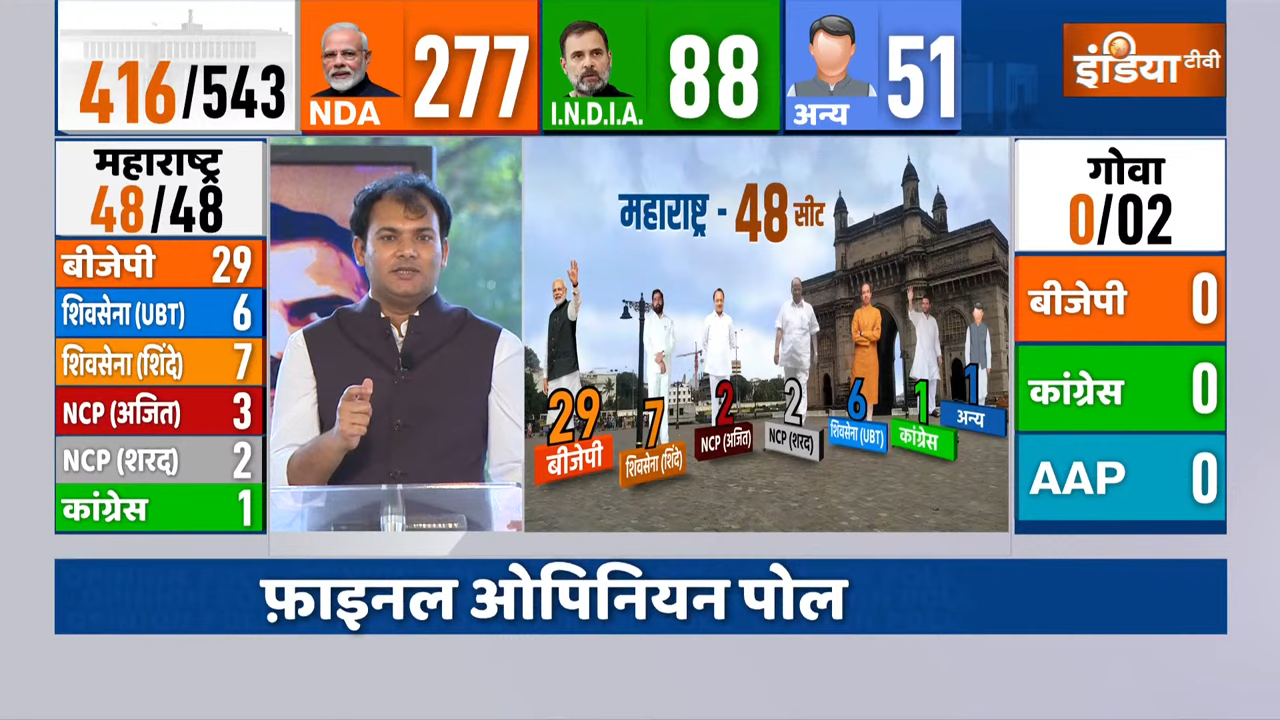 416/543
NDA 277
I.N.D.I.A. 88
अन्य 51
इंडिया टीवी
महाराष्ट्र
48/48
बीजेपी 29
शिवसेना (UBT) 6
शिवसेना (शिंदे) 7
NCP (अजित) 3
NCP (शरद) 2
कांग्रेस 1
महाराष्ट्र - 48 सीट
29 बीजेपी
7 शिवसेना (शिंदे)
2 NCP (अजित)
2 NCP (शरद)
6 शिवसेना (UBT)
1 कांग्रेस
1 अन्य
गोवा
0/02
बीजेपी 0
कांग्रेस 0
AAP 0
फ़ाइनल ओपिनियन पोल